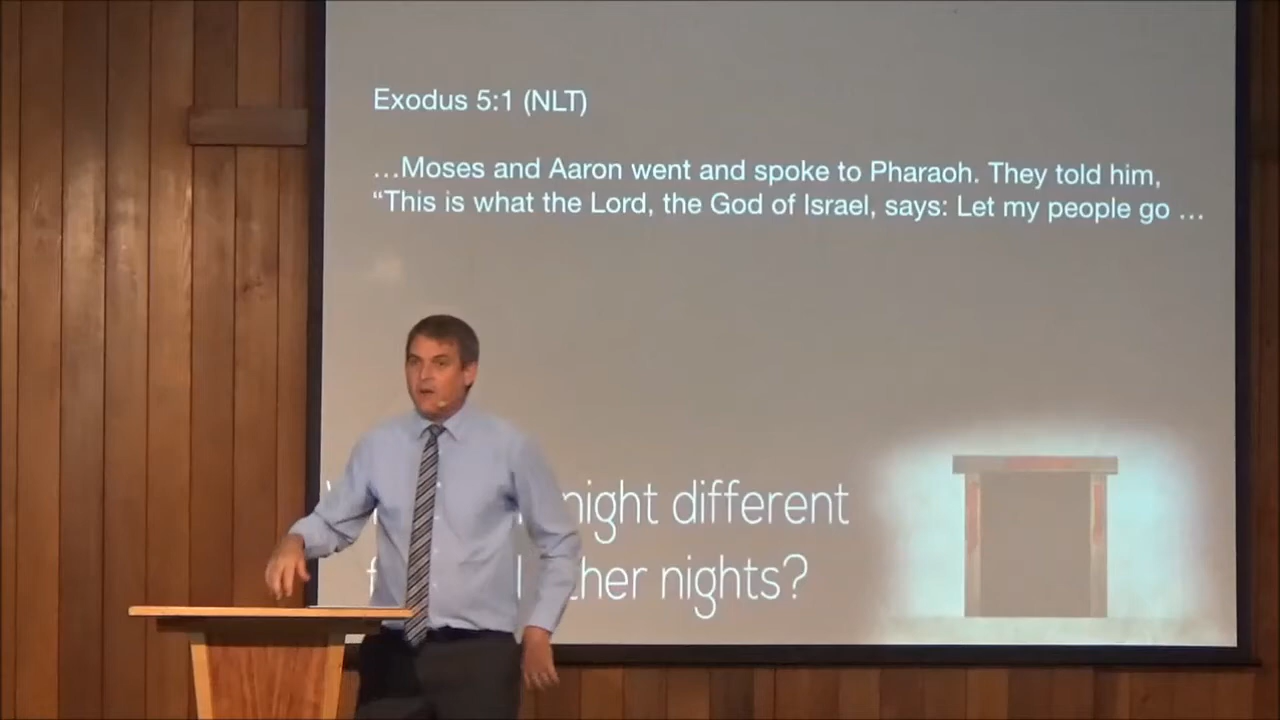 Exodus 5:1 (NLT)
…Moses and Aaron went and spoke to Pharaoh. They told him,
“This is what the Lord, the God of Israel, says: Let my people go …
night different
nights?